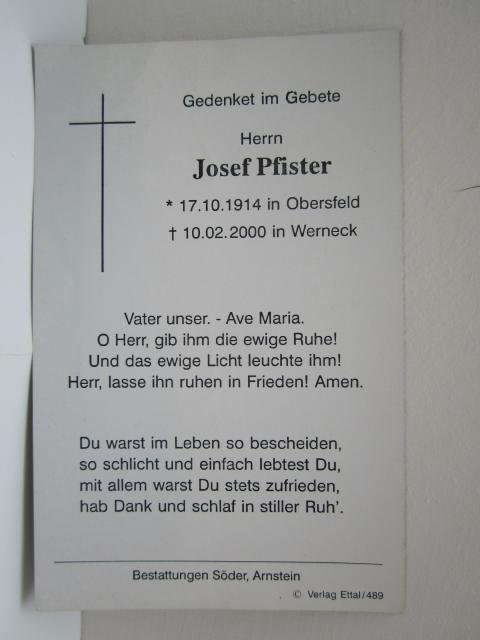 Gedenket im Gebete
Herrn
Josef Pfister
* 17.10.1914 in Obersfeld
† 10.02.2000 in Werneck
Vater unser. - Ave Maria.
O Herr, gib ihm die ewige Ruhe!
Und das ewige Licht leuchte ihm!
Herr, lasse ihn ruhen in Frieden! Amen.
Du warst im Leben so bescheiden,
so schlicht und einfach lebtest Du,
mit allem warst Du stets zufrieden,
hab Dank und schlaf in stiller Ruh'.
Bestattungen Söder, Arnstein
© Verlag Ettal/489